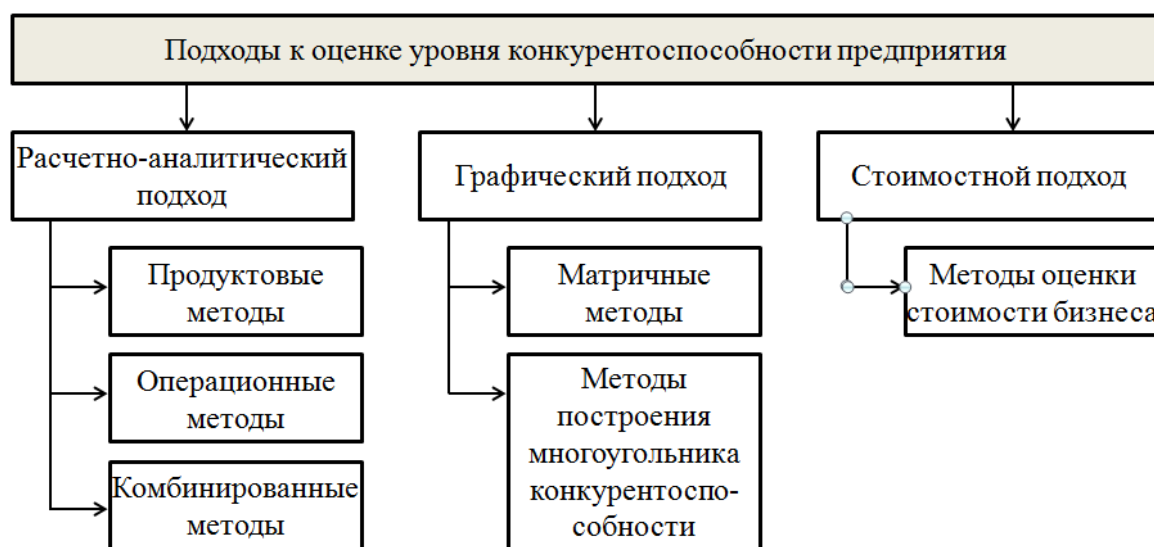 Подходы к оценке уровня конкурентоспособности предприятия
Расчетно-аналитический
подход
Продуктовые
методы
Операционные
методы
Комбинированные
методы
Графический подход
Матричные
методы
Методы
построения
многоугольника
конкурентоспо-
собности
Стоимостной подход
Методы оценки
стоимости бизнеса